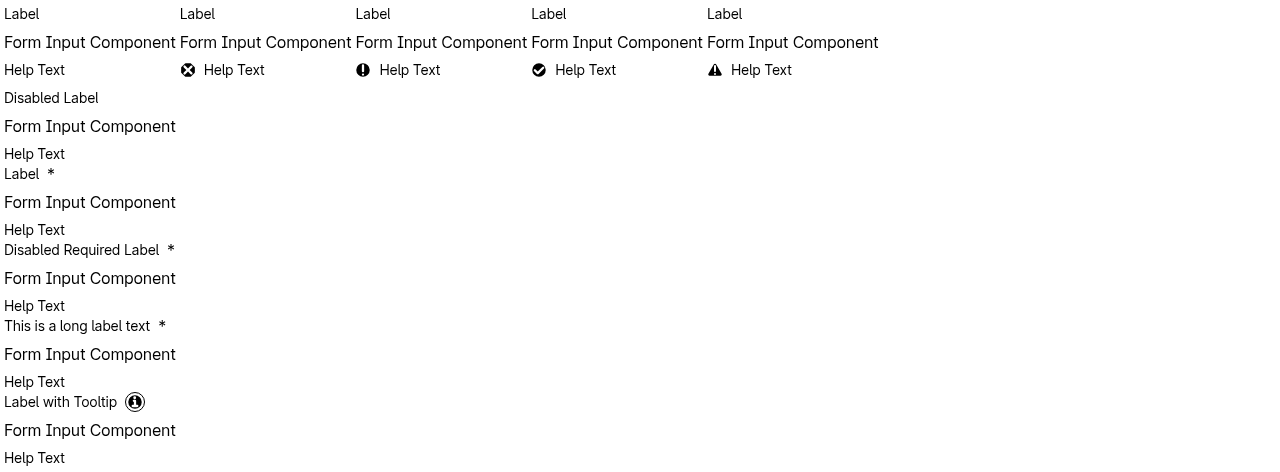 Label Label Label Label Label
Form Input Component Form Input Component Form Input Component Form Input Component Form Input Component
Help Text Help Text Help Text Help Text Help Text
Disabled Label
Form Input Component
Help Text
Label *
Form Input Component
Help Text
Disabled Required Label *
Form Input Component
Help Text
This is a long label text *
Form Input Component
Help Text
Label with Tooltip
Form Input Component
Help Text